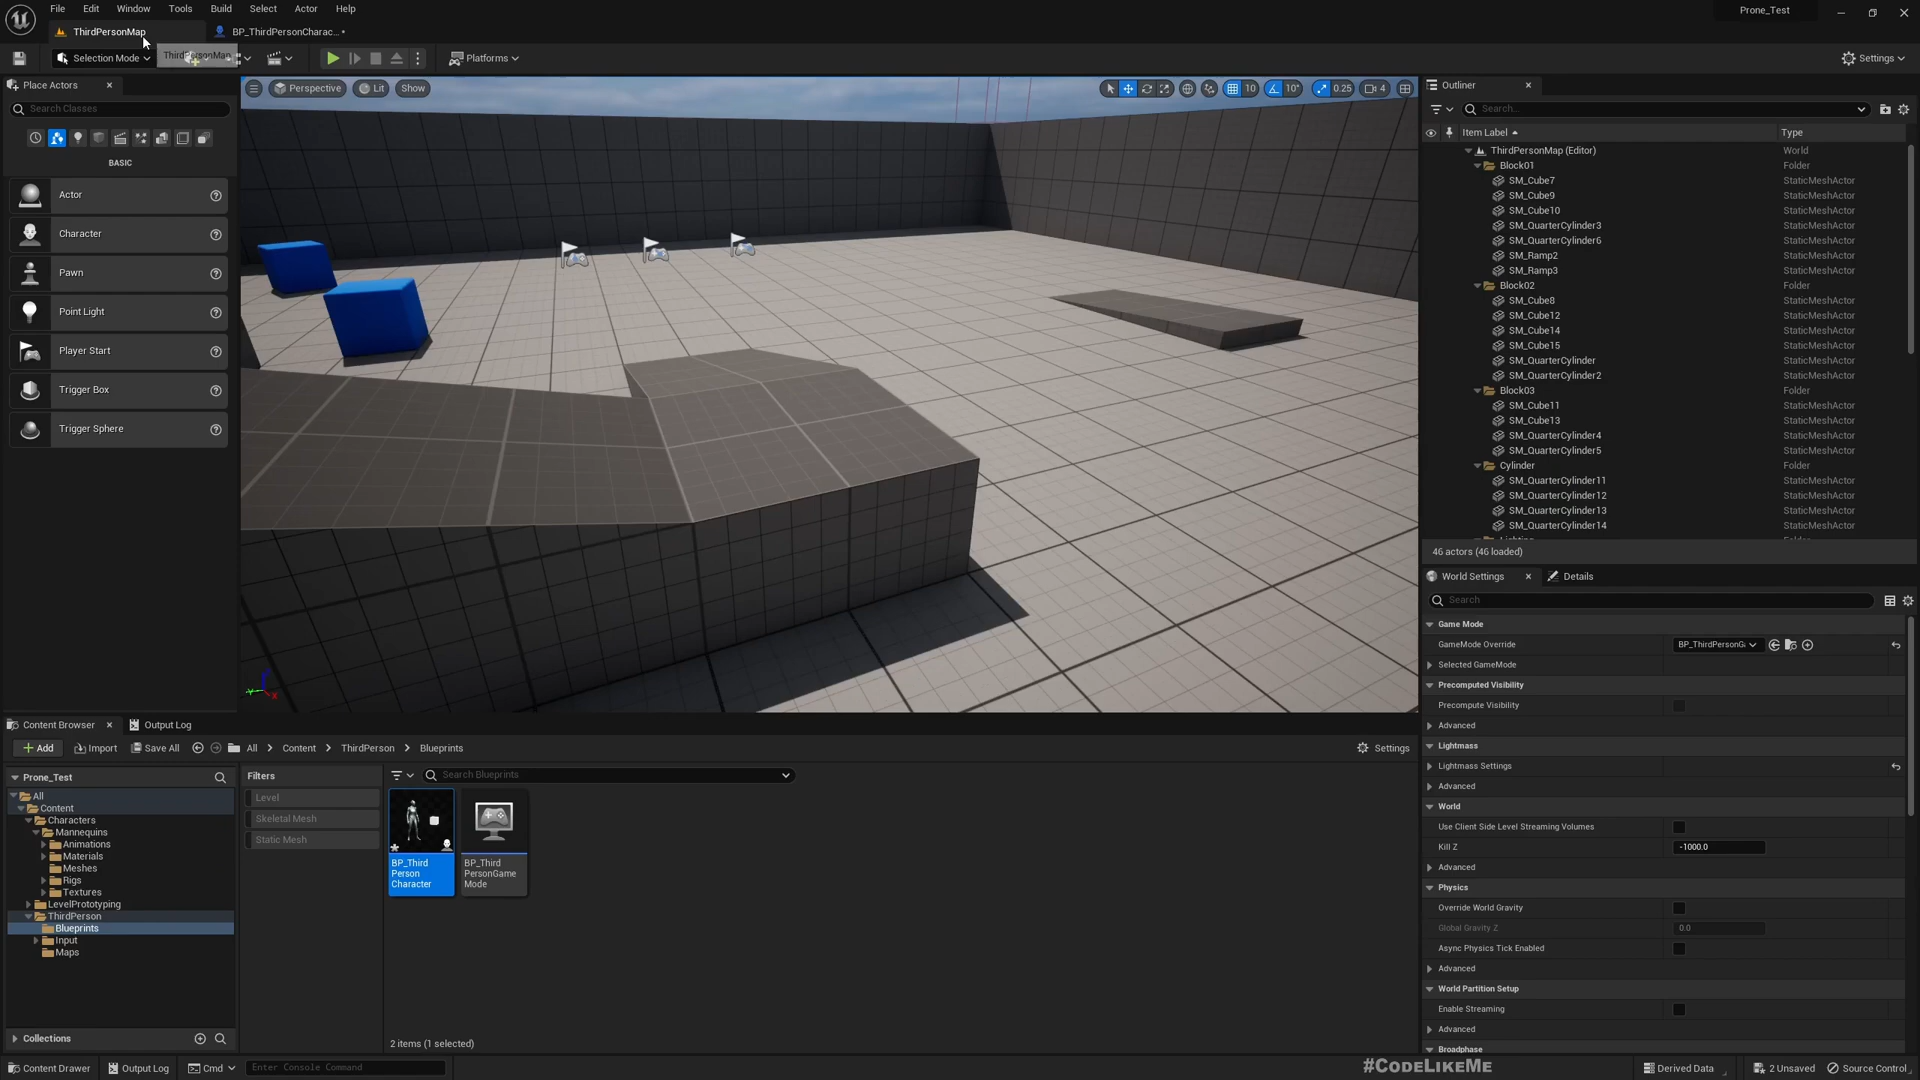 File Edit Window Tools Build Select Actor Help
Prone_Test
ThirdPersonMap
BP_ThirdPersonCharac... •
Selection Mode
Platforms
Settings
Place Actors
Search Classes
BASIC
Actor
Character
Pawn
Point Light
Player Start
Trigger Box
Trigger Sphere
Perspective
Lit
Show
10
10°
0.25
4
Outliner
Search...
Item Label
Type
ThirdPersonMap (Editor) World
Block01 Folder
SM_Cube7 StaticMeshActor
SM_Cube9 StaticMeshActor
SM_Cube10 StaticMeshActor
SM_QuarterCylinder3 StaticMeshActor
SM_QuarterCylinder6 StaticMeshActor
SM_Ramp2 StaticMeshActor
SM_Ramp3 StaticMeshActor
Block02 Folder
SM_Cube8 StaticMeshActor
SM_Cube12 StaticMeshActor
SM_Cube14 StaticMeshActor
SM_Cube15 StaticMeshActor
SM_QuarterCylinder StaticMeshActor
SM_QuarterCylinder2 StaticMeshActor
Block03 Folder
SM_Cube11 StaticMeshActor
SM_Cube13 StaticMeshActor
SM_QuarterCylinder4 StaticMeshActor
SM_QuarterCylinder5 StaticMeshActor
Cylinder Folder
SM_QuarterCylinder11 StaticMeshActor
SM_QuarterCylinder12 StaticMeshActor
SM_QuarterCylinder13 StaticMeshActor
SM_QuarterCylinder14 StaticMeshActor
46 actors (46 loaded)
World Settings
Details
Search
Game Mode
GameMode Override BP_ThirdPersonGa
Selected GameMode
Precomputed Visibility
Precompute Visibility
Advanced
Lightmass
Lightmass Settings
Advanced
World
Use Client Side Level Streaming Volumes
Kill Z -1000.0
Advanced
Physics
Override World Gravity
Global Gravity Z 0.0
Async Physics Tick Enabled
Advanced
World Partition Setup
Enable Streaming
Advanced
Broadphase
Content Browser
Output Log
Add
Import
Save All
All
Content
ThirdPerson
Blueprints
Settings
Prone_Test
All
Content
Characters
Mannequins
Animations
Materials
Meshes
Rigs
Textures
LevelPrototyping
ThirdPerson
Blueprints
Input
Maps
Collections
Filters
Level
Skeletal Mesh
Static Mesh
Search Blueprints
BP_Third
Person
Character
BP_Third
PersonGame
Mode
2 items (1 selected)
Content Drawer
Output Log
Cmd
Enter Console Command
#CODELIKEME
Derived Data
2 Unsaved
Source Control